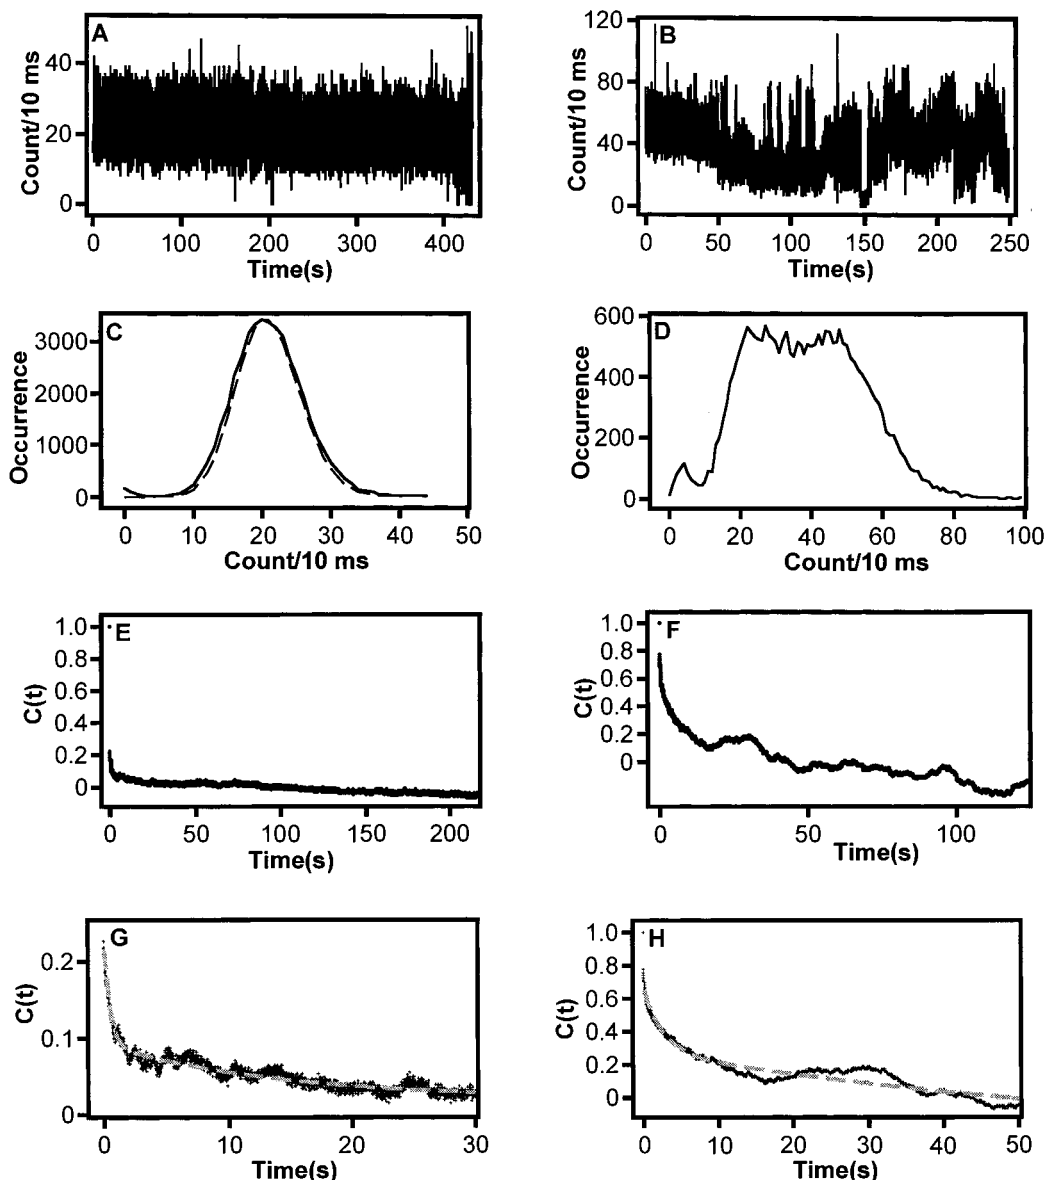 A
Count/10 ms
40
20
0
0 100 200 300 400
Time(s)
B
Count/10 ms
120
80
40
0
0 50 100 150 200 250
Time(s)
C
Occurrence
3000
2000
1000
0
0 10 20 30 40 50
Count/10 ms
D
Occurrence
600
400
200
0
0 20 40 60 80 100
Count/10 ms
E
C(t)
1.0
0.8
0.6
0.4
0.2
0
0 50 100 150 200
Time(s)
F
C(t)
1.0
0.8
0.6
0.4
0.2
0
0 50 100
Time(s)
G
C(t)
0.2
0.1
0
0 10 20 30
Time(s)
H
C(t)
1.0
0.8
0.6
0.4
0.2
0
0 10 20 30 40 50
Time(s)